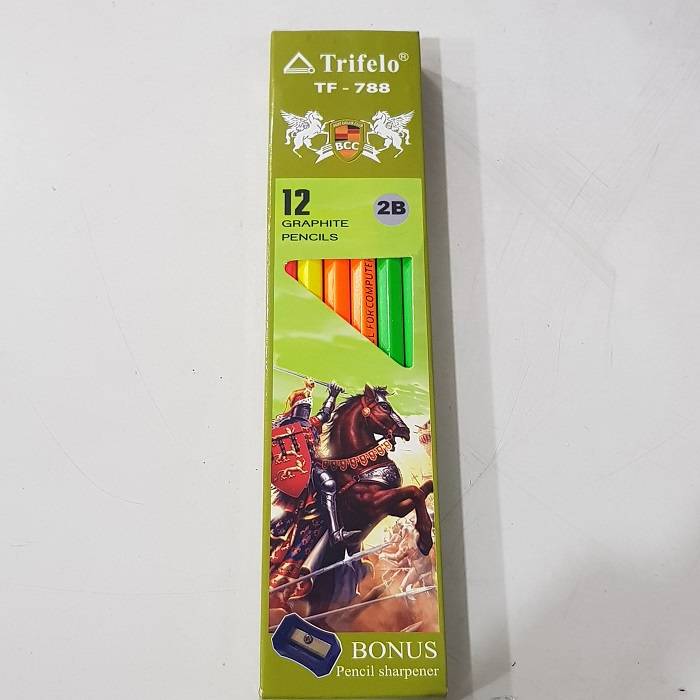 Trifelo®
TF - 788
BCC
12
GRAPHITE
PENCILS
2B
FOR COMPUTE
BONUS
Pencil sharpener